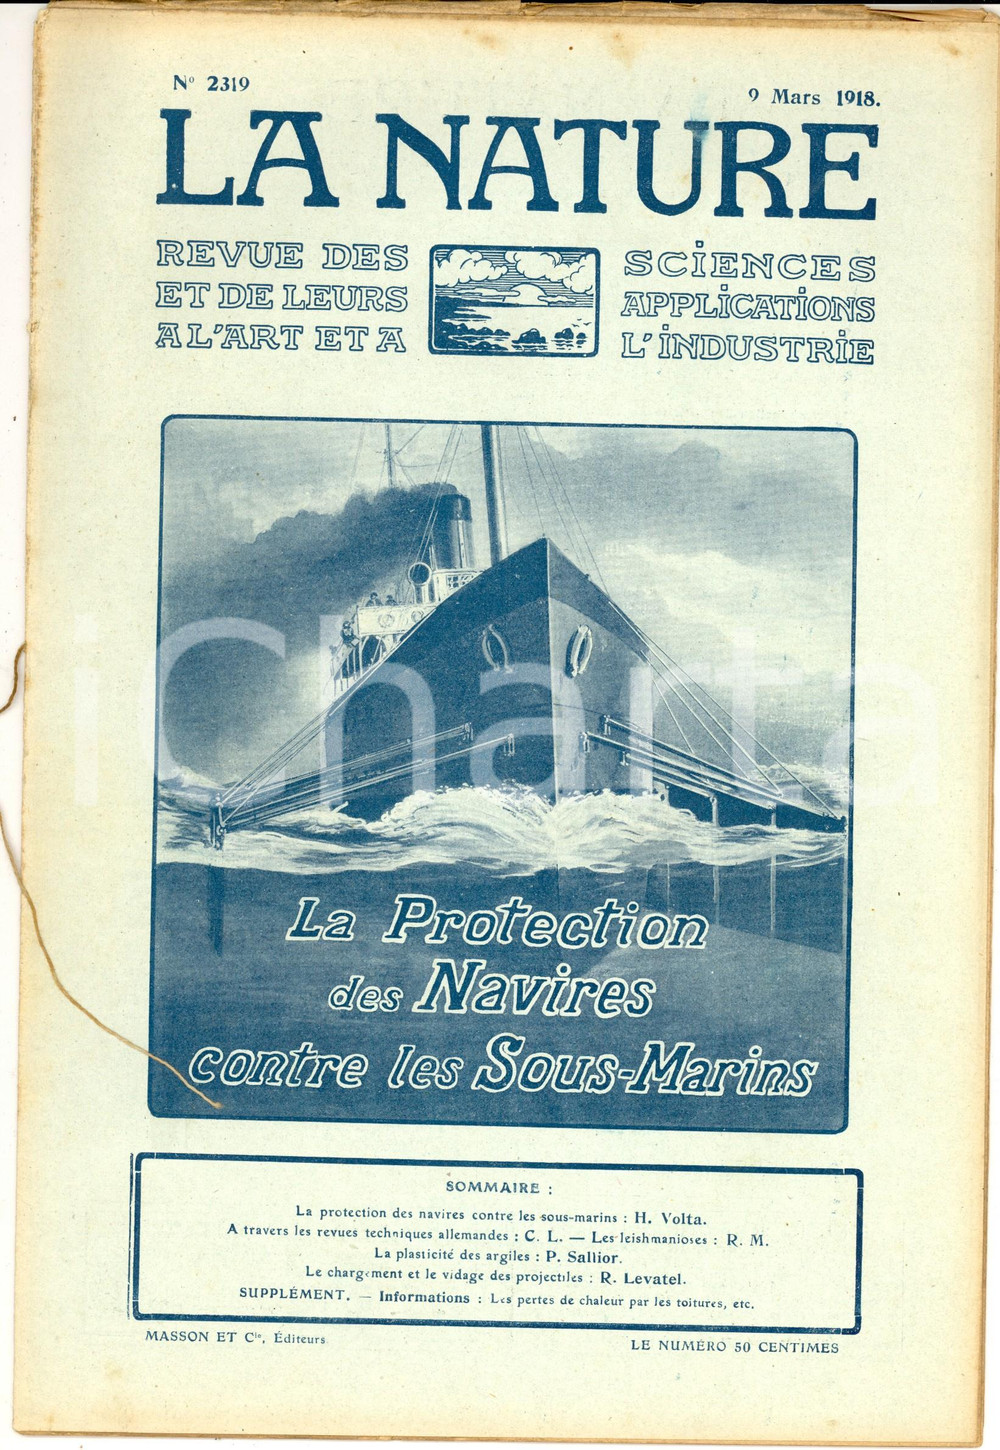 Nº 2319
9 Mars 1918.
LA NATURE
REVUE DES SCIENCES
ET DE LEURS APPLICATIONS
A L'ART ET A L'INDUSTRIE
iCharta
La Protection
des Navires
contre les Sous-Marins
SOMMAIRE :
La protection des navires contre les sous-marins : H. Volta.
A travers les revues techniques allemandes : C. L. — Les leishmanioses : R. M.
La plasticité des argiles : P. Sallior.
Le chargement et le vidage des projectiles : R. Levatel.
SUPPLÉMENT. — Informations : Les pertes de chaleur par les toitures, etc.
MASSON ET Cie, Éditeurs
LE NUMÉRO 50 CENTIMES